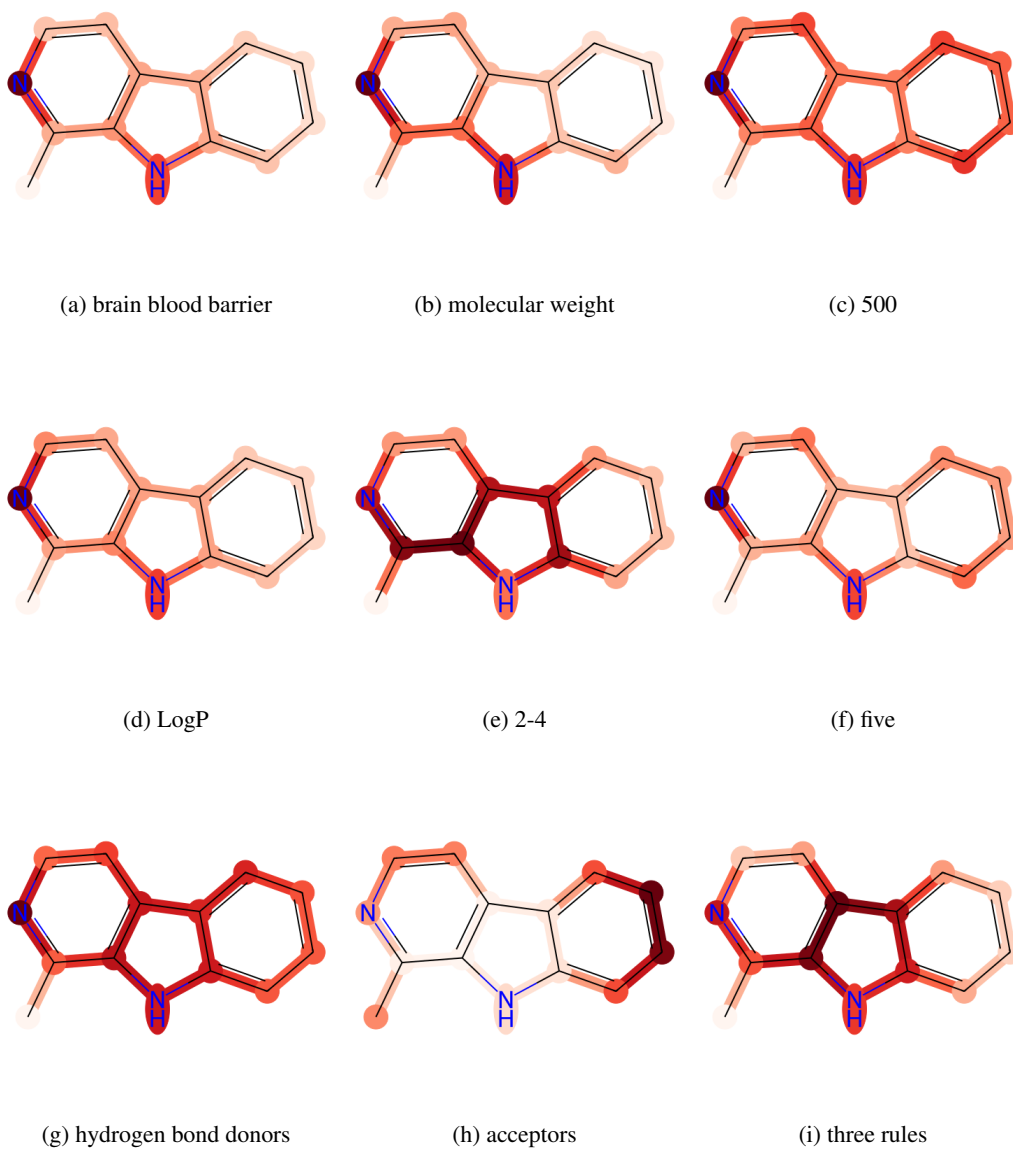 N
N
H
N
N
H
N
N
H
(a) brain blood barrier
(b) molecular weight
(c) 500
N
N
H
N
N
H
N
N
H
(d) LogP
(e) 2-4
(f) five
N
N
H
N
N
H
N
N
H
(g) hydrogen bond donors
(h) acceptors
(i) three rules